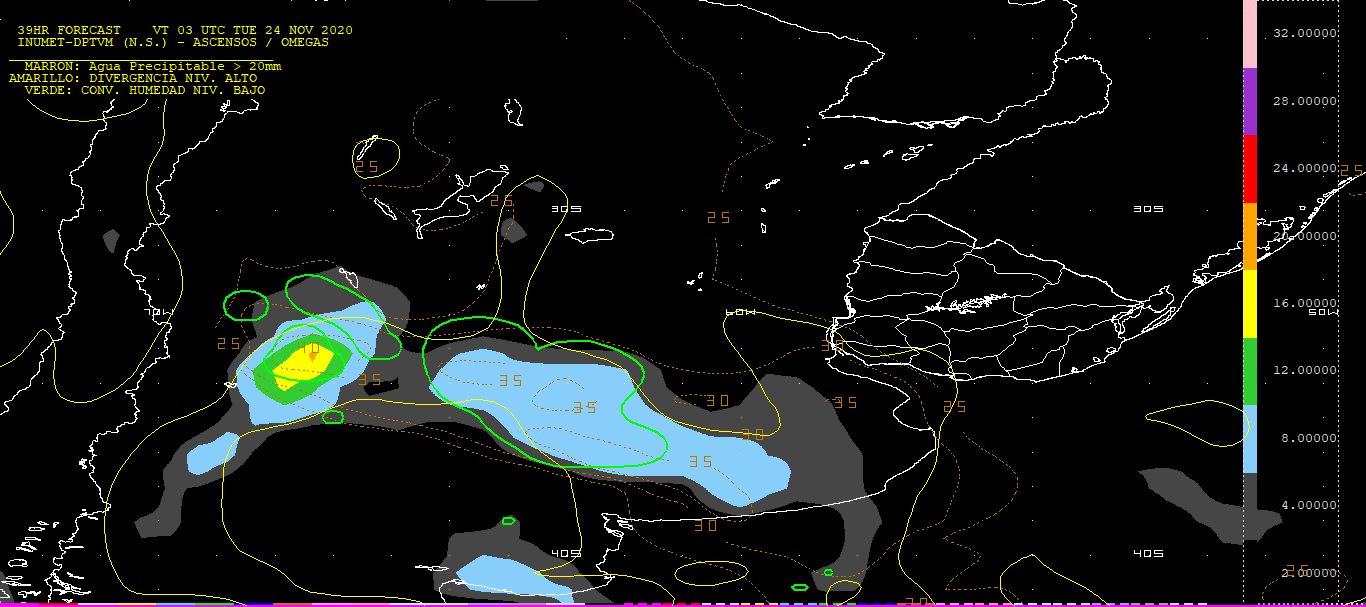 39HR FORECAST    VT 03 UTC TUE 24 NOV 2020
INUMET-DPTVM (N.S.) - ASCENSOS / OMEGAS
MARRON: Agua Precipitable > 20mm
AMARILLO: DIVERGENCIA NIV. ALTO
VERDE: CONV. HUMEDAD NIV. BAJO
32.00000
28.00000
24.00000
25
25
25
30S
30S
25
20.00000
16.00000
60W
50W
25
30
35
35
12.00000
30
35
25
35
30
8.00000
35
4.00000
30
40S
40S
2.00000
25
30